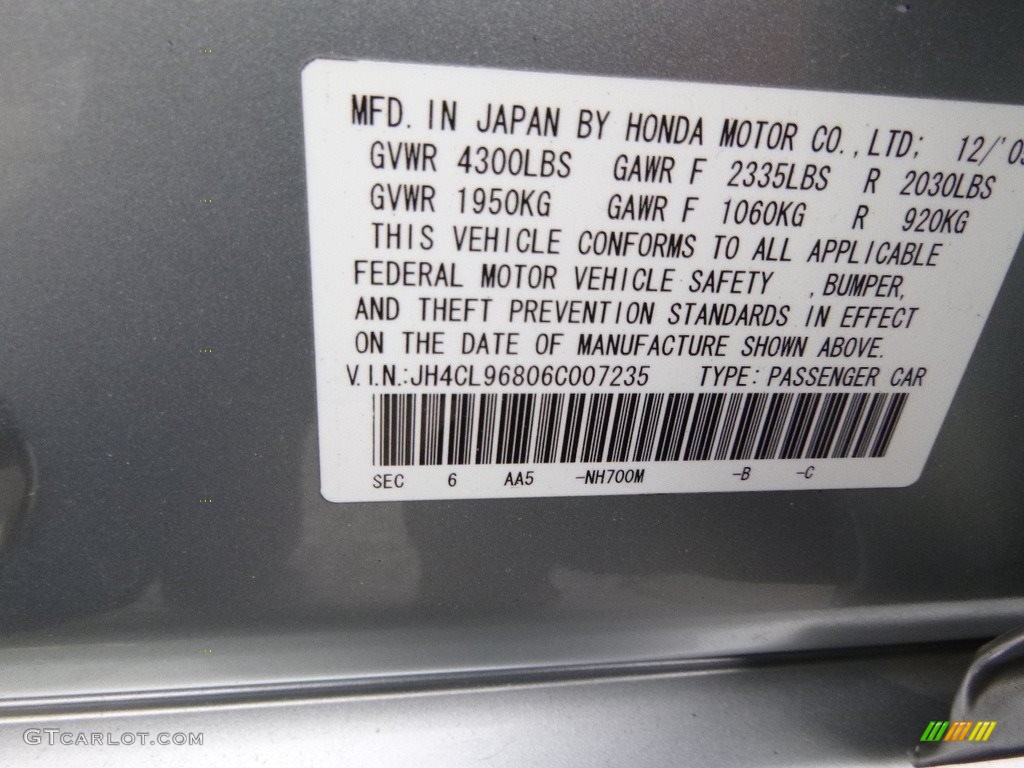 MFD. IN JAPAN BY HONDA MOTOR CO.,LTD; 12/'05
GVWR 4300LBS GAWR F 2335LBS R 2030LBS
GVWR 1950KG GAWR F 1060KG R 920KG
THIS VEHICLE CONFORMS TO ALL APPLICABLE
FEDERAL MOTOR VEHICLE SAFETY , BUMPER,
AND THEFT PREVENTION STANDARDS IN EFFECT
ON THE DATE OF MANUFACTURE SHOWN ABOVE.
V.I.N.:JH4CL96806C007235 TYPE: PASSENGER CAR
SEC 6 AA5 -NH700M -B -C
GTCARLOT.COM